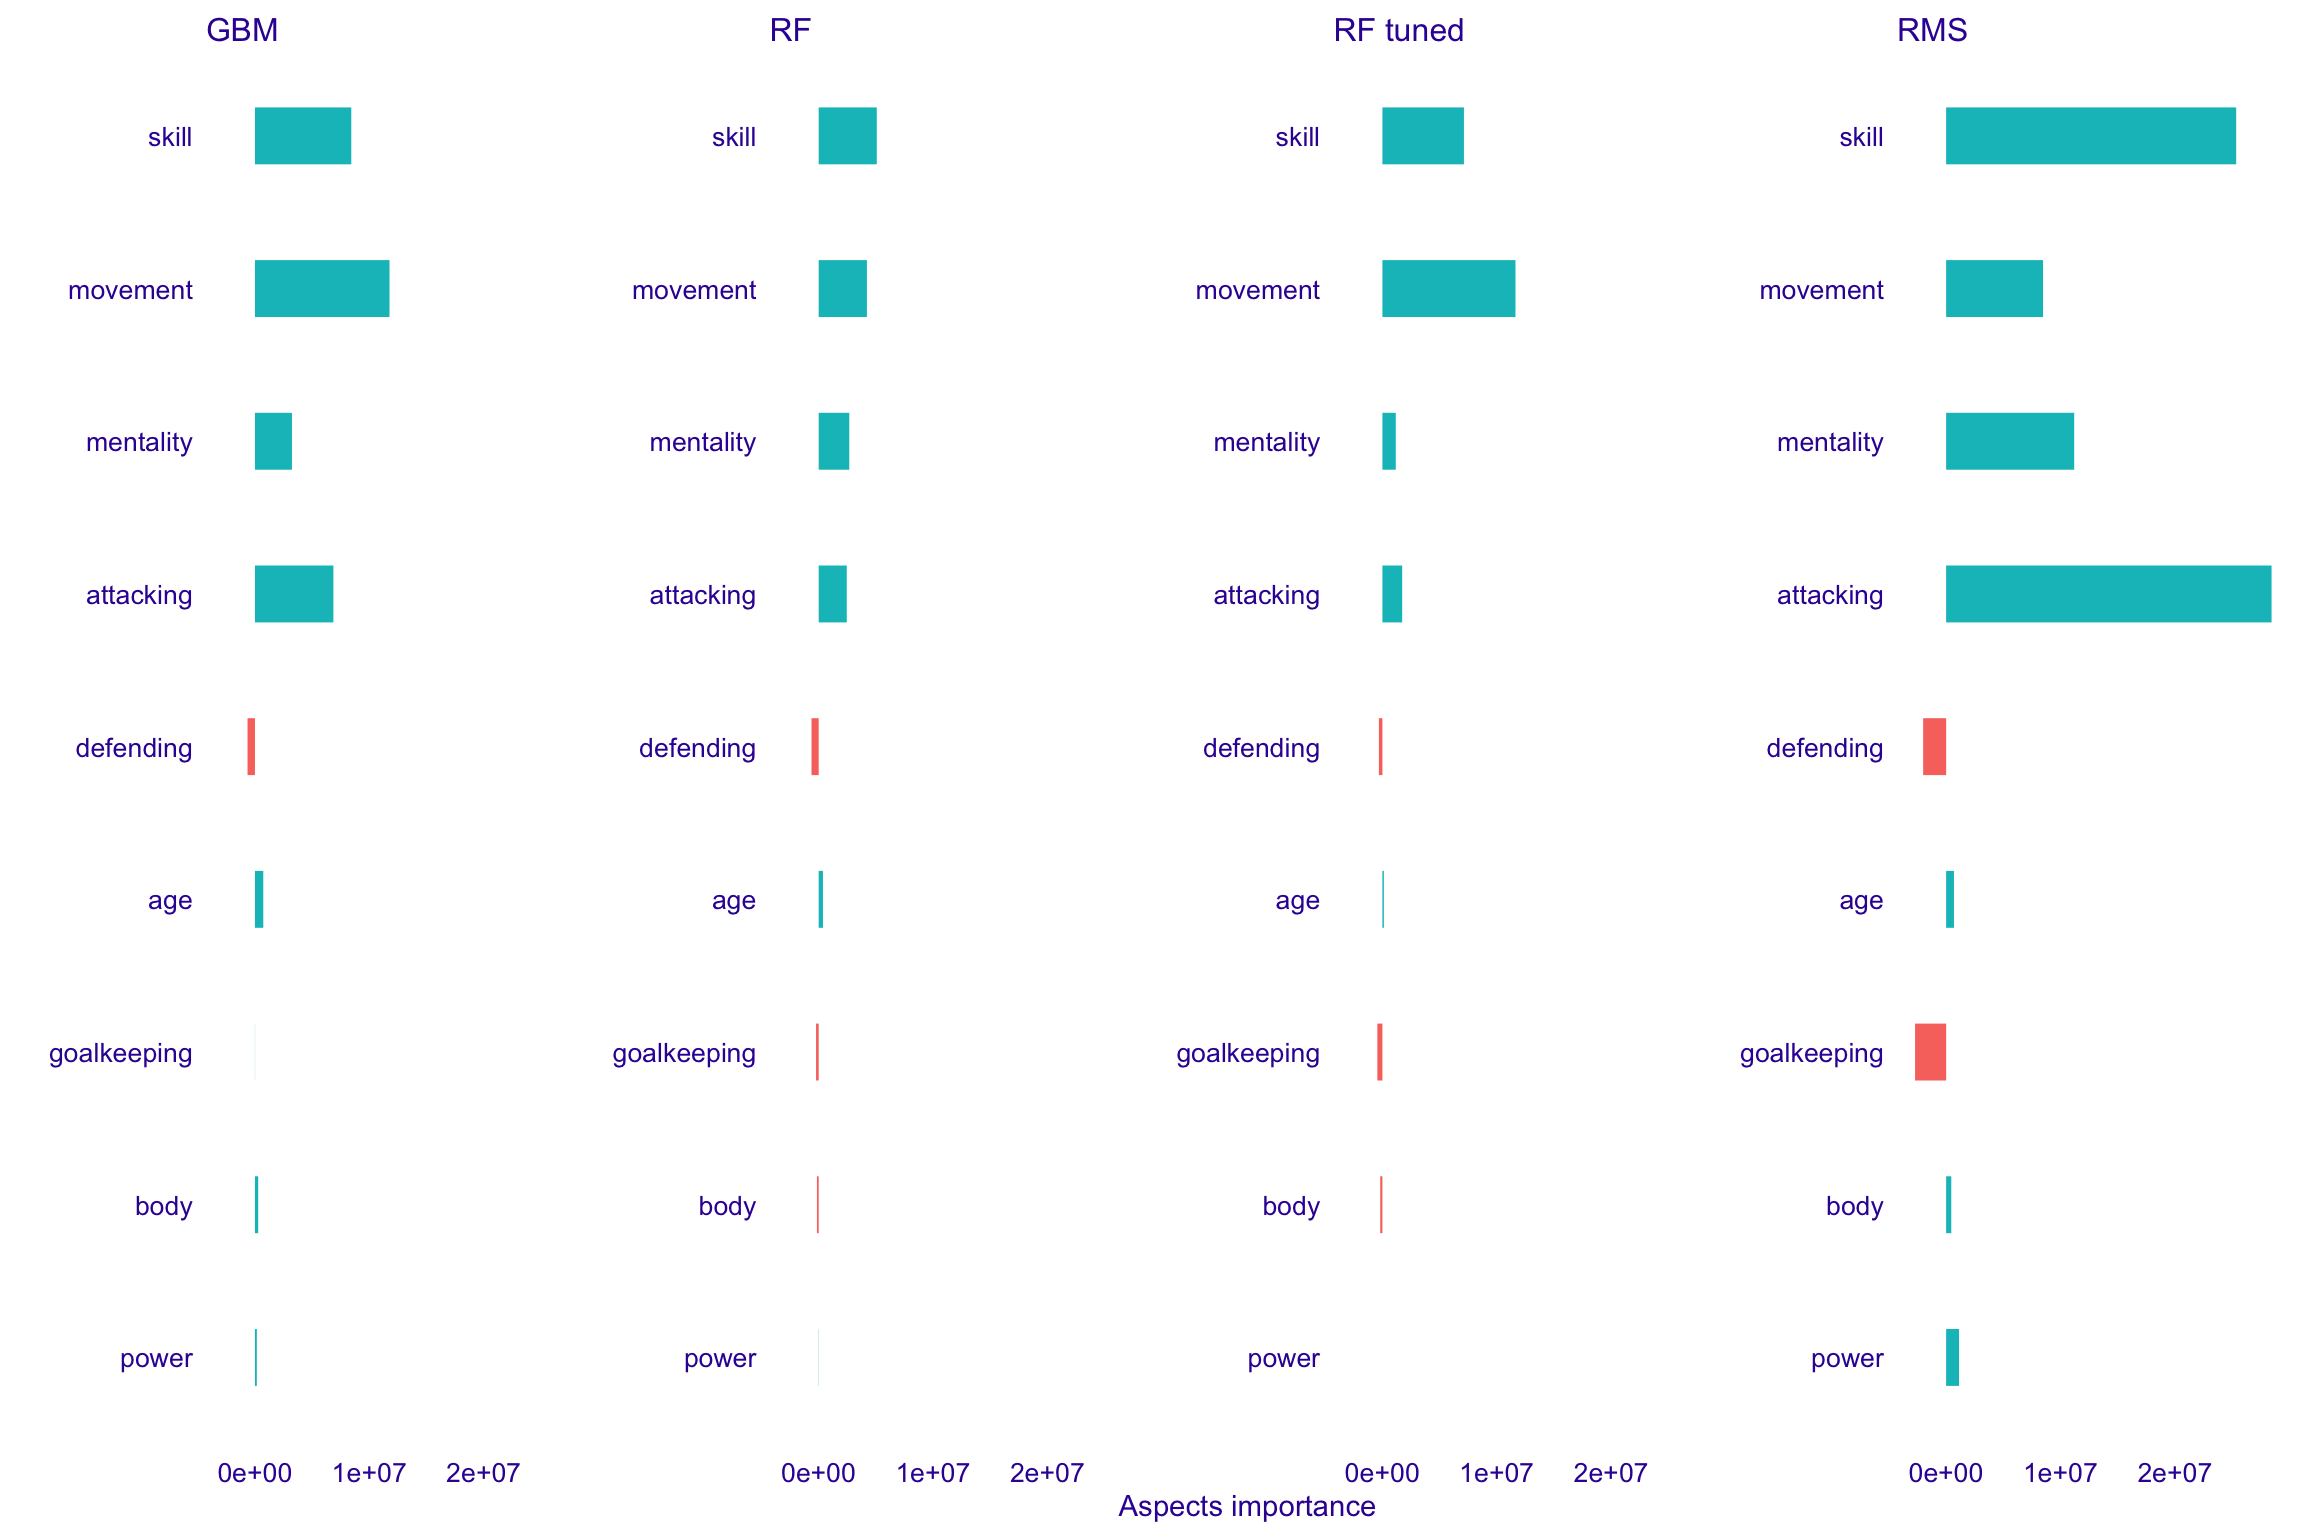 GBM RF RF tuned RMS
skill skill skill skill
movement movement movement movement
mentality mentality mentality mentality
attacking attacking attacking attacking
defending defending defending defending
age age age age
goalkeeping goalkeeping goalkeeping goalkeeping
body body body body
power power power power
0e+00 1e+07 2e+07 0e+00 1e+07 2e+07 0e+00 1e+07 2e+07 0e+00 1e+07 2e+07
Aspects importance